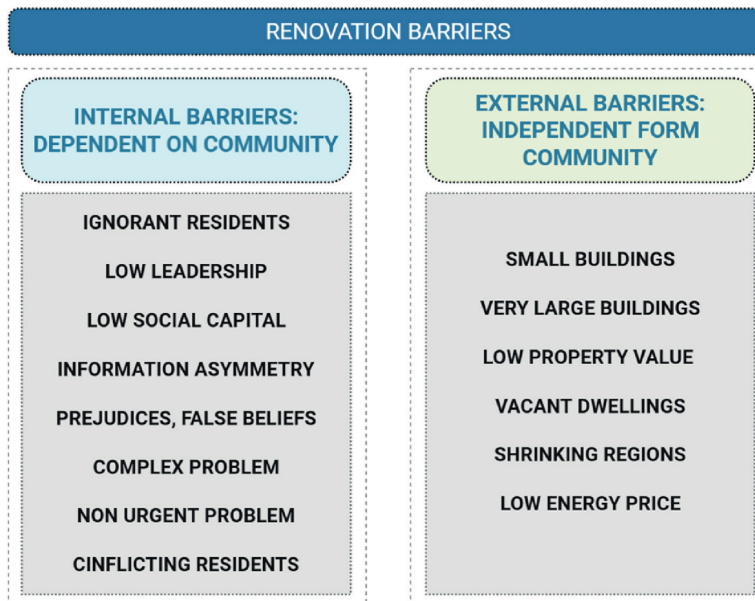 RENOVATION BARRIERS
INTERNAL BARRIERS:
DEPENDENT ON COMMUNITY
IGNORANT RESIDENTS
LOW LEADERSHIP
LOW SOCIAL CAPITAL
INFORMATION ASYMMETRY
PREJUDICES, FALSE BELIEFS
COMPLEX PROBLEM
NON URGENT PROBLEM
CINFLICTING RESIDENTS
EXTERNAL BARRIERS:
INDEPENDENT FORM
COMMUNITY
SMALL BUILDINGS
VERY LARGE BUILDINGS
LOW PROPERTY VALUE
VACANT DWELLINGS
SHRINKING REGIONS
LOW ENERGY PRICE